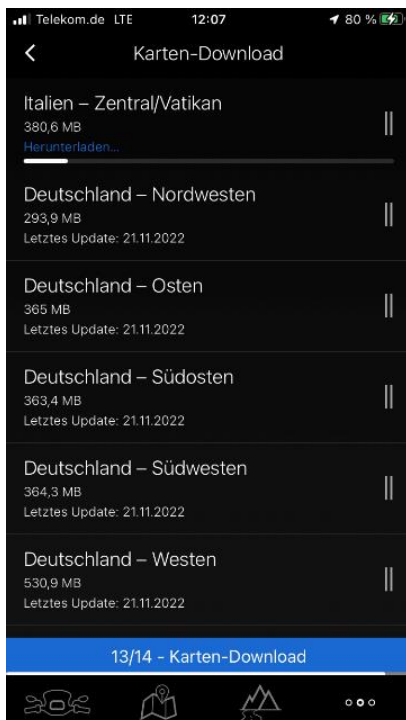 Telekom.de LTE 12:07 80 %
Karten-Download
Italien – Zentral/Vatikan
380,6 MB
Herunterladen...
Deutschland – Nordwesten
293,9 MB
Letztes Update: 21.11.2022
Deutschland – Osten
365 MB
Letztes Update: 21.11.2022
Deutschland – Südosten
363,4 MB
Letztes Update: 21.11.2022
Deutschland – Südwesten
364,3 MB
Letztes Update: 21.11.2022
Deutschland – Westen
530,9 MB
Letztes Update: 21.11.2022
13/14 - Karten-Download